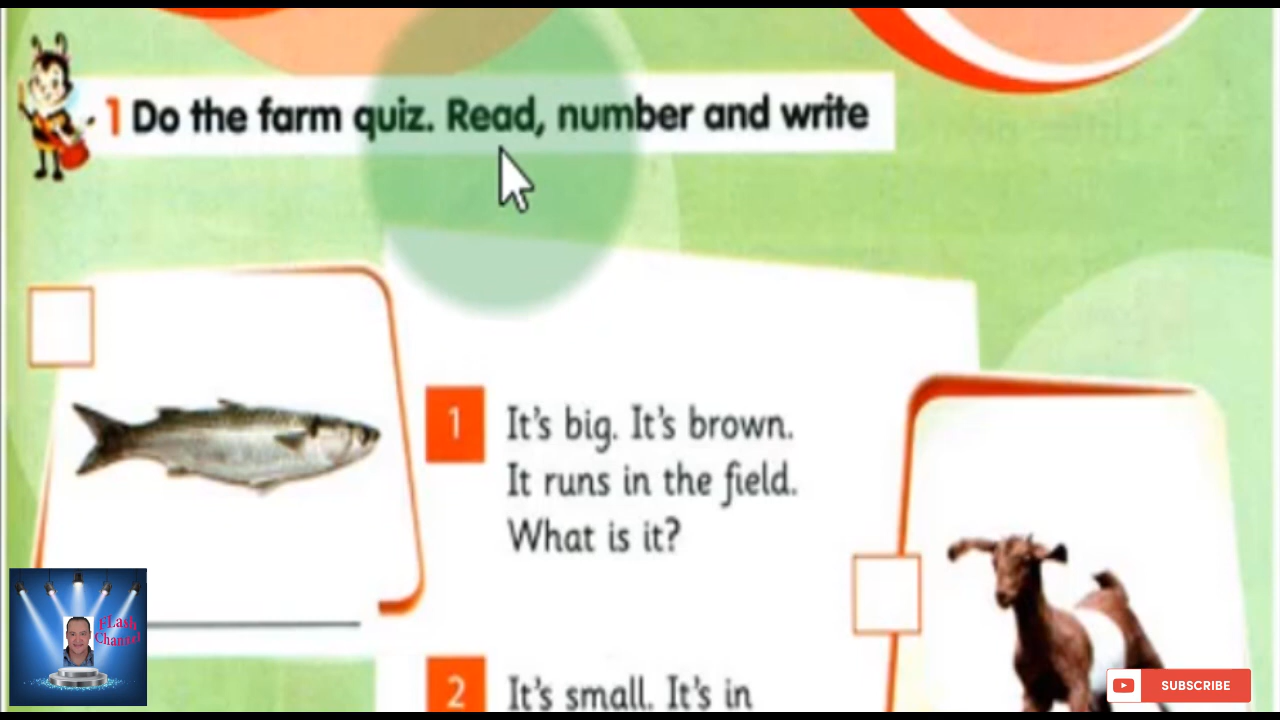 1 Do the farm quiz. Read, number and write
1 It's big. It's brown.
It runs in the field.
What is it?
2 It's small. It's in
FLash
Channel
SUBSCRIBE